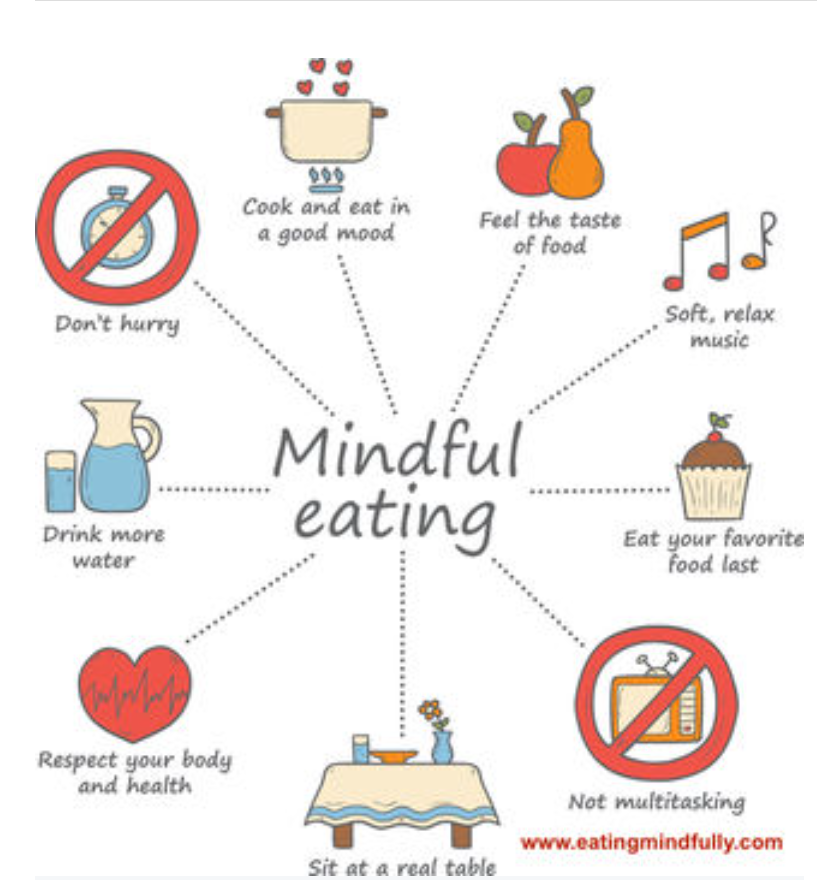 Cook and eat in
a good mood
Feel the taste
of food
Don't hurry
Soft, relax
music
Mindful
eating
Drink more
water
Eat your favorite
food last
Respect your body
and health
Not multitasking
www.eatingmindfully.com
Sit at a real table